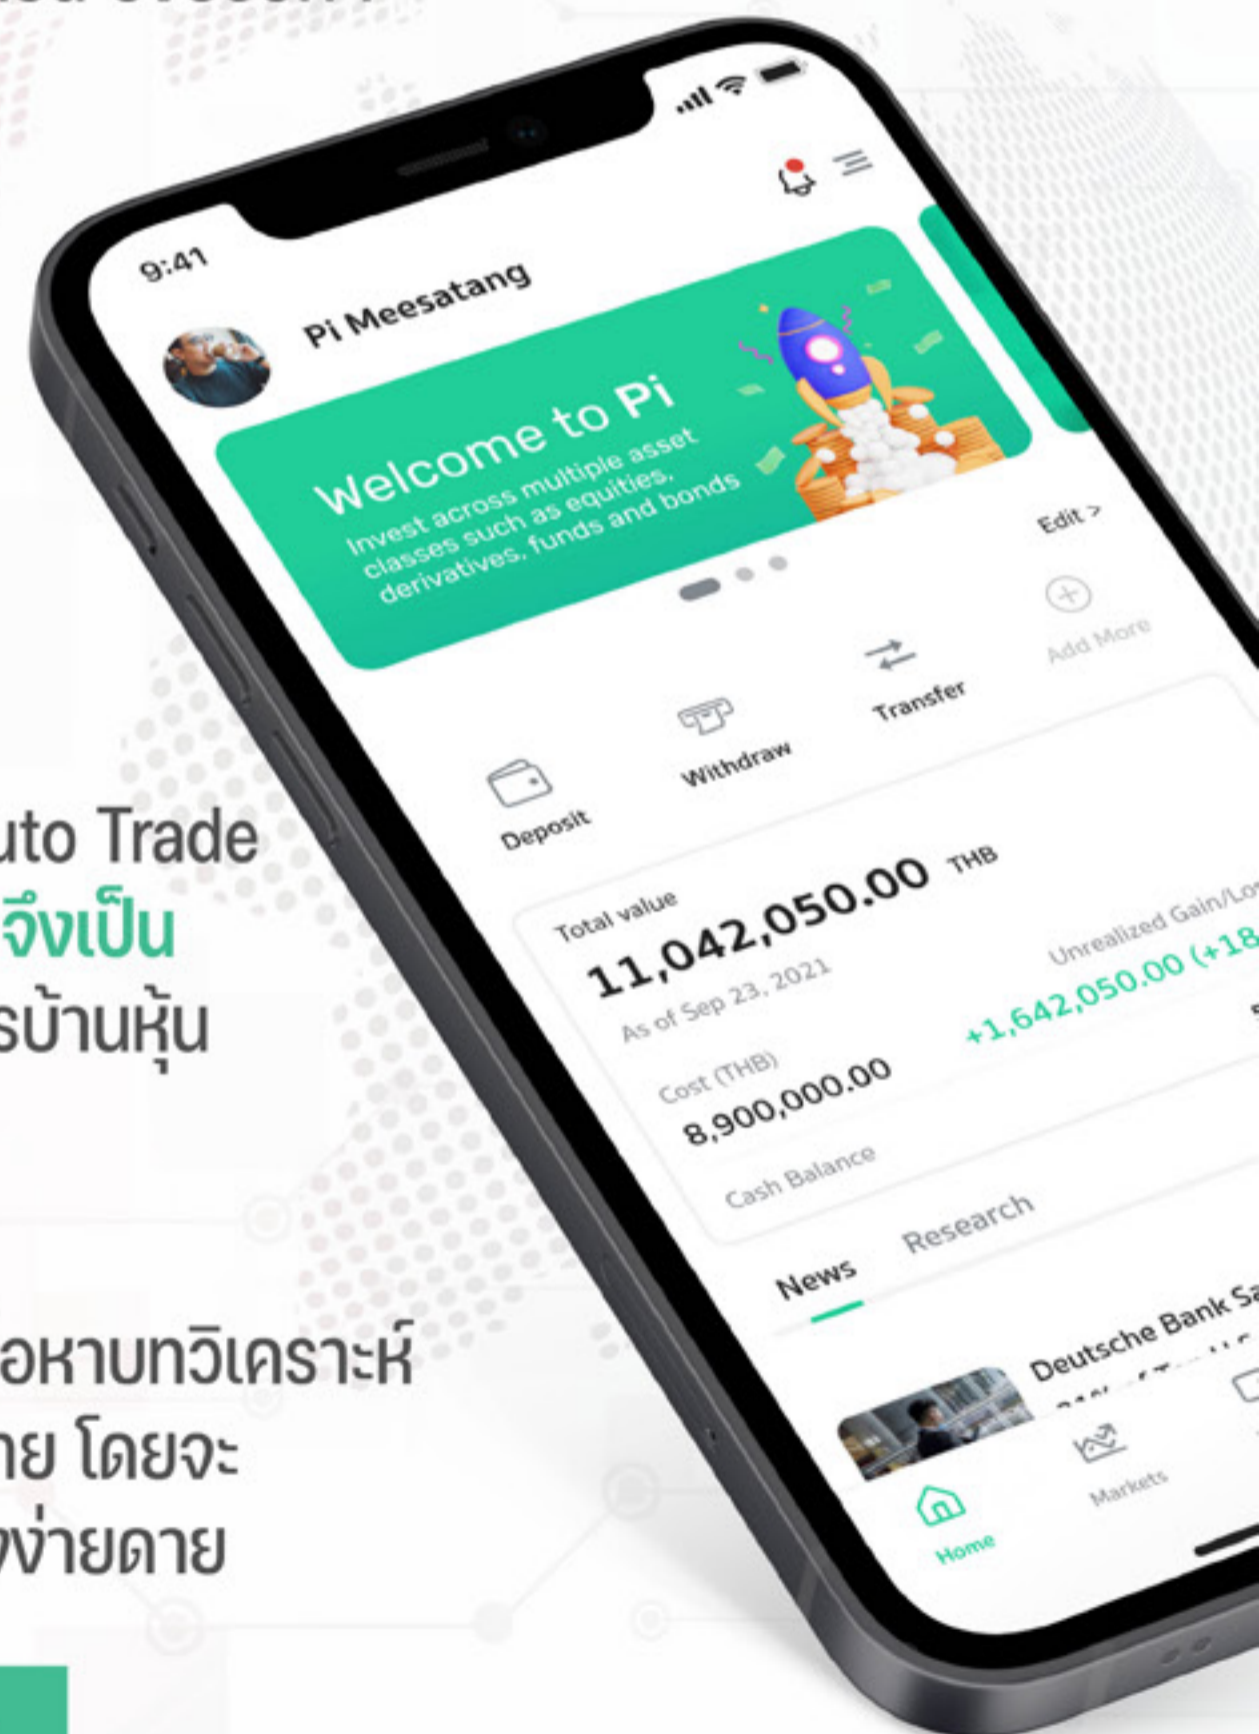 9:41
Pi Meesatang
Welcome to Pi
Invest across multiple asset
classes such as equities,
derivatives, funds and bonds
Edit >
Deposit
Withdraw
Transfer
Add More
Total value
11,042,050.00 THB
As of Sep 23, 2021
Unrealized Gain/Los
+1,642,050.00 (+18
Cost (THB)
8,900,000.00
Cash Balance
News
Research
Deutsche Bank Sa
Home
Markets
uto Trade
จึงเป็น
รบ้านหุ้น
อหาบทวิเคราะห์
าย โดยจะ
งง่ายดาย